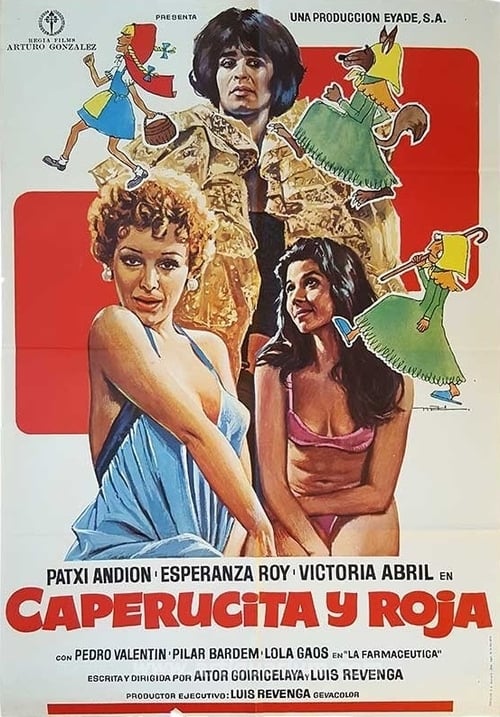 REGIA FILMS
ARTURO GONZALEZ
PRESENTA
UNA PRODUCCION EYADE, S.A.
PATXI ANDION · ESPERANZA ROY · VICTORIA ABRIL EN
CAPERUCITA Y ROJA
CON PEDRO VALENTIN · PILAR BARDEM · LOLA GAOS EN "LA FARMACEUTICA"
ESCRITA Y DIRIGIDA POR AITOR GOIRICELAYA Y LUIS REVENGA
PRODUCTOR EJECUTIVO: LUIS REVENGA GEVACOLOR